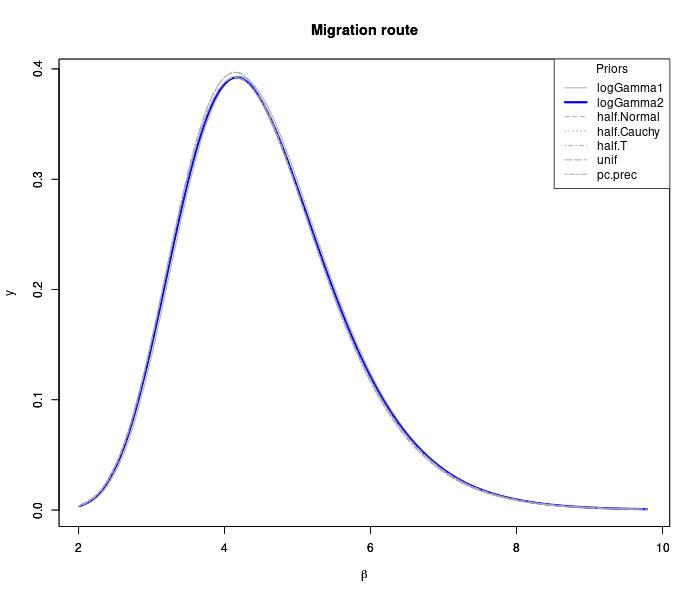 Migration route
Priors
logGamma1
logGamma2
half.Normal
half.Cauchy
half.T
unif
pc.prec
0.4
0.3
0.2
0.1
0.0
y
2 4 6 8 10
β